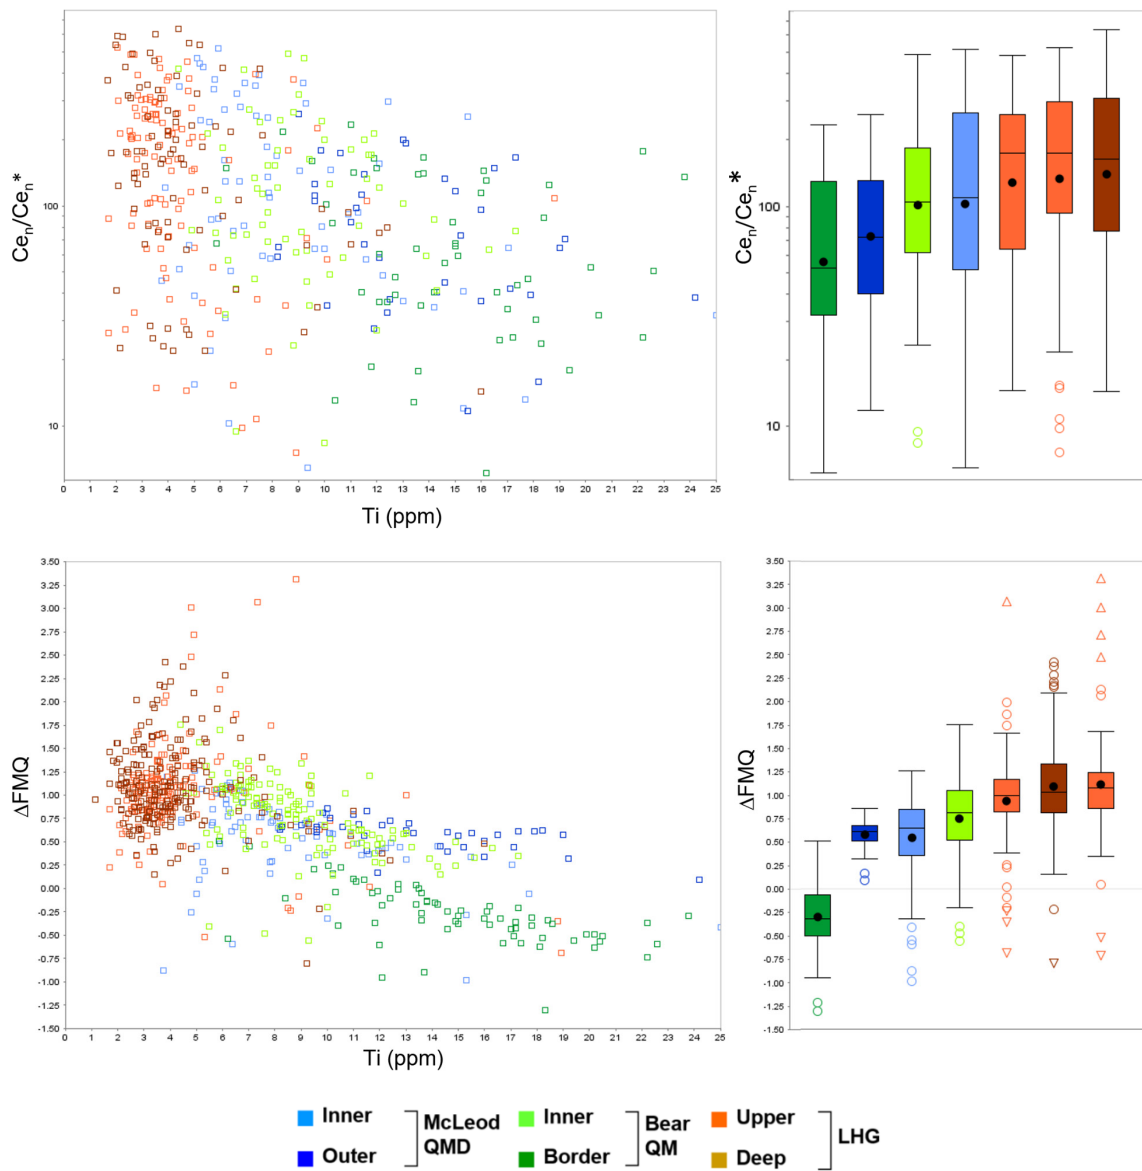 Ce_n/Ce_n*
100
10
0 1 2 3 4 5 6 7 8 9 10 11 12 13 14 15 16 17 18 19 20 21 22 23 24 25
Ti (ppm)
Ce_n/Ce_n*
100
10
ΔFMQ
3.50
3.25
3.00
2.75
2.50
2.25
2.00
1.75
1.50
1.25
1.00
0.75
0.50
0.25
0.00
-0.25
-0.50
-0.75
-1.00
-1.25
-1.50
0 1 2 3 4 5 6 7 8 9 10 11 12 13 14 15 16 17 18 19 20 21 22 23 24 25
Ti (ppm)
ΔFMQ
3.50
3.25
3.00
2.75
2.50
2.25
2.00
1.75
1.50
1.25
1.00
0.75
0.50
0.25
0.00
-0.25
-0.50
-0.75
-1.00
-1.25
-1.50
Inner
Outer
McLeod
QMD
Inner
Border
Bear
QM
Upper
Deep
LHG